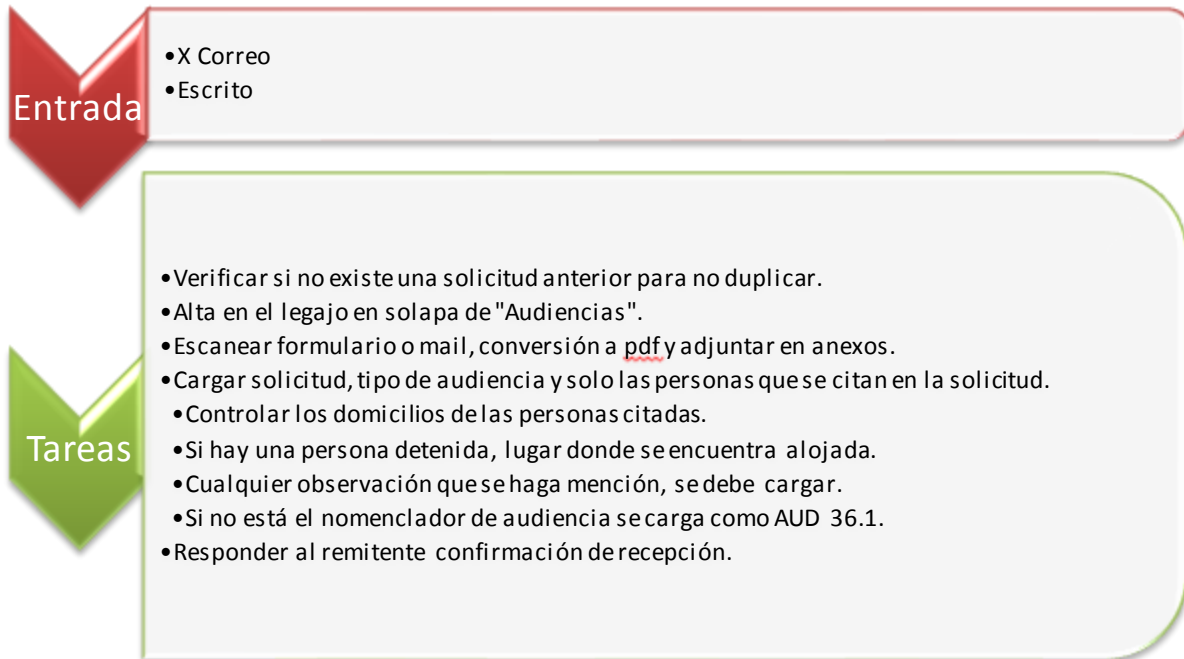 Entrada
•X Correo
•Escrito
Tareas
•Verificar si no existe una solicitud anterior para no duplicar.
•Alta en el legajo en solapa de "Audiencias".
•Escanear formulario o mail, conversión a pdf y adjuntar en anexos.
•Cargar solicitud, tipo de audiencia y solo las personas que se citan en la solicitud.
•Controlar los domicilios de las personas citadas.
•Si hay una persona detenida, lugar donde se encuentra alojada.
•Cualquier observación que se haga mención, se debe cargar.
•Si no está el nomenclador de audiencia se carga como AUD 36.1.
•Responder al remitente confirmación de recepción.